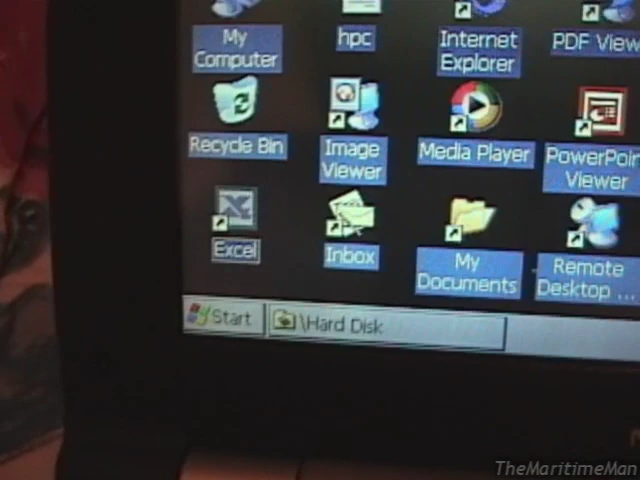 My
Computer
hpc
Internet
Explorer
PDF View
Recycle Bin
Image
Viewer
Media Player
PowerPoin
Viewer
Excel
Inbox
My
Documents
Remote
Desktop ...
Start
\Hard Disk
TheMaritimeMan